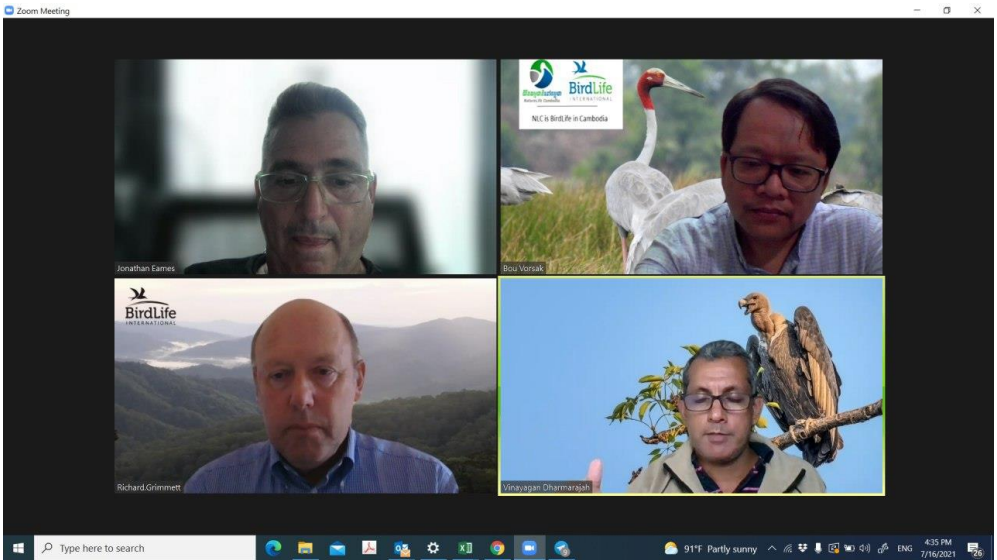 Zoom Meeting
BirdLife
INTERNATIONAL
NLC is BirdLife in Cambodia
Jonathan Eames
Bou Vorsak
BirdLife
INTERNATIONAL
Richard.Grimmett
Vinayagan Dharmarajah
Type here to search
91°F Partly sunny
ENG
4:35 PM
7/16/2021
26